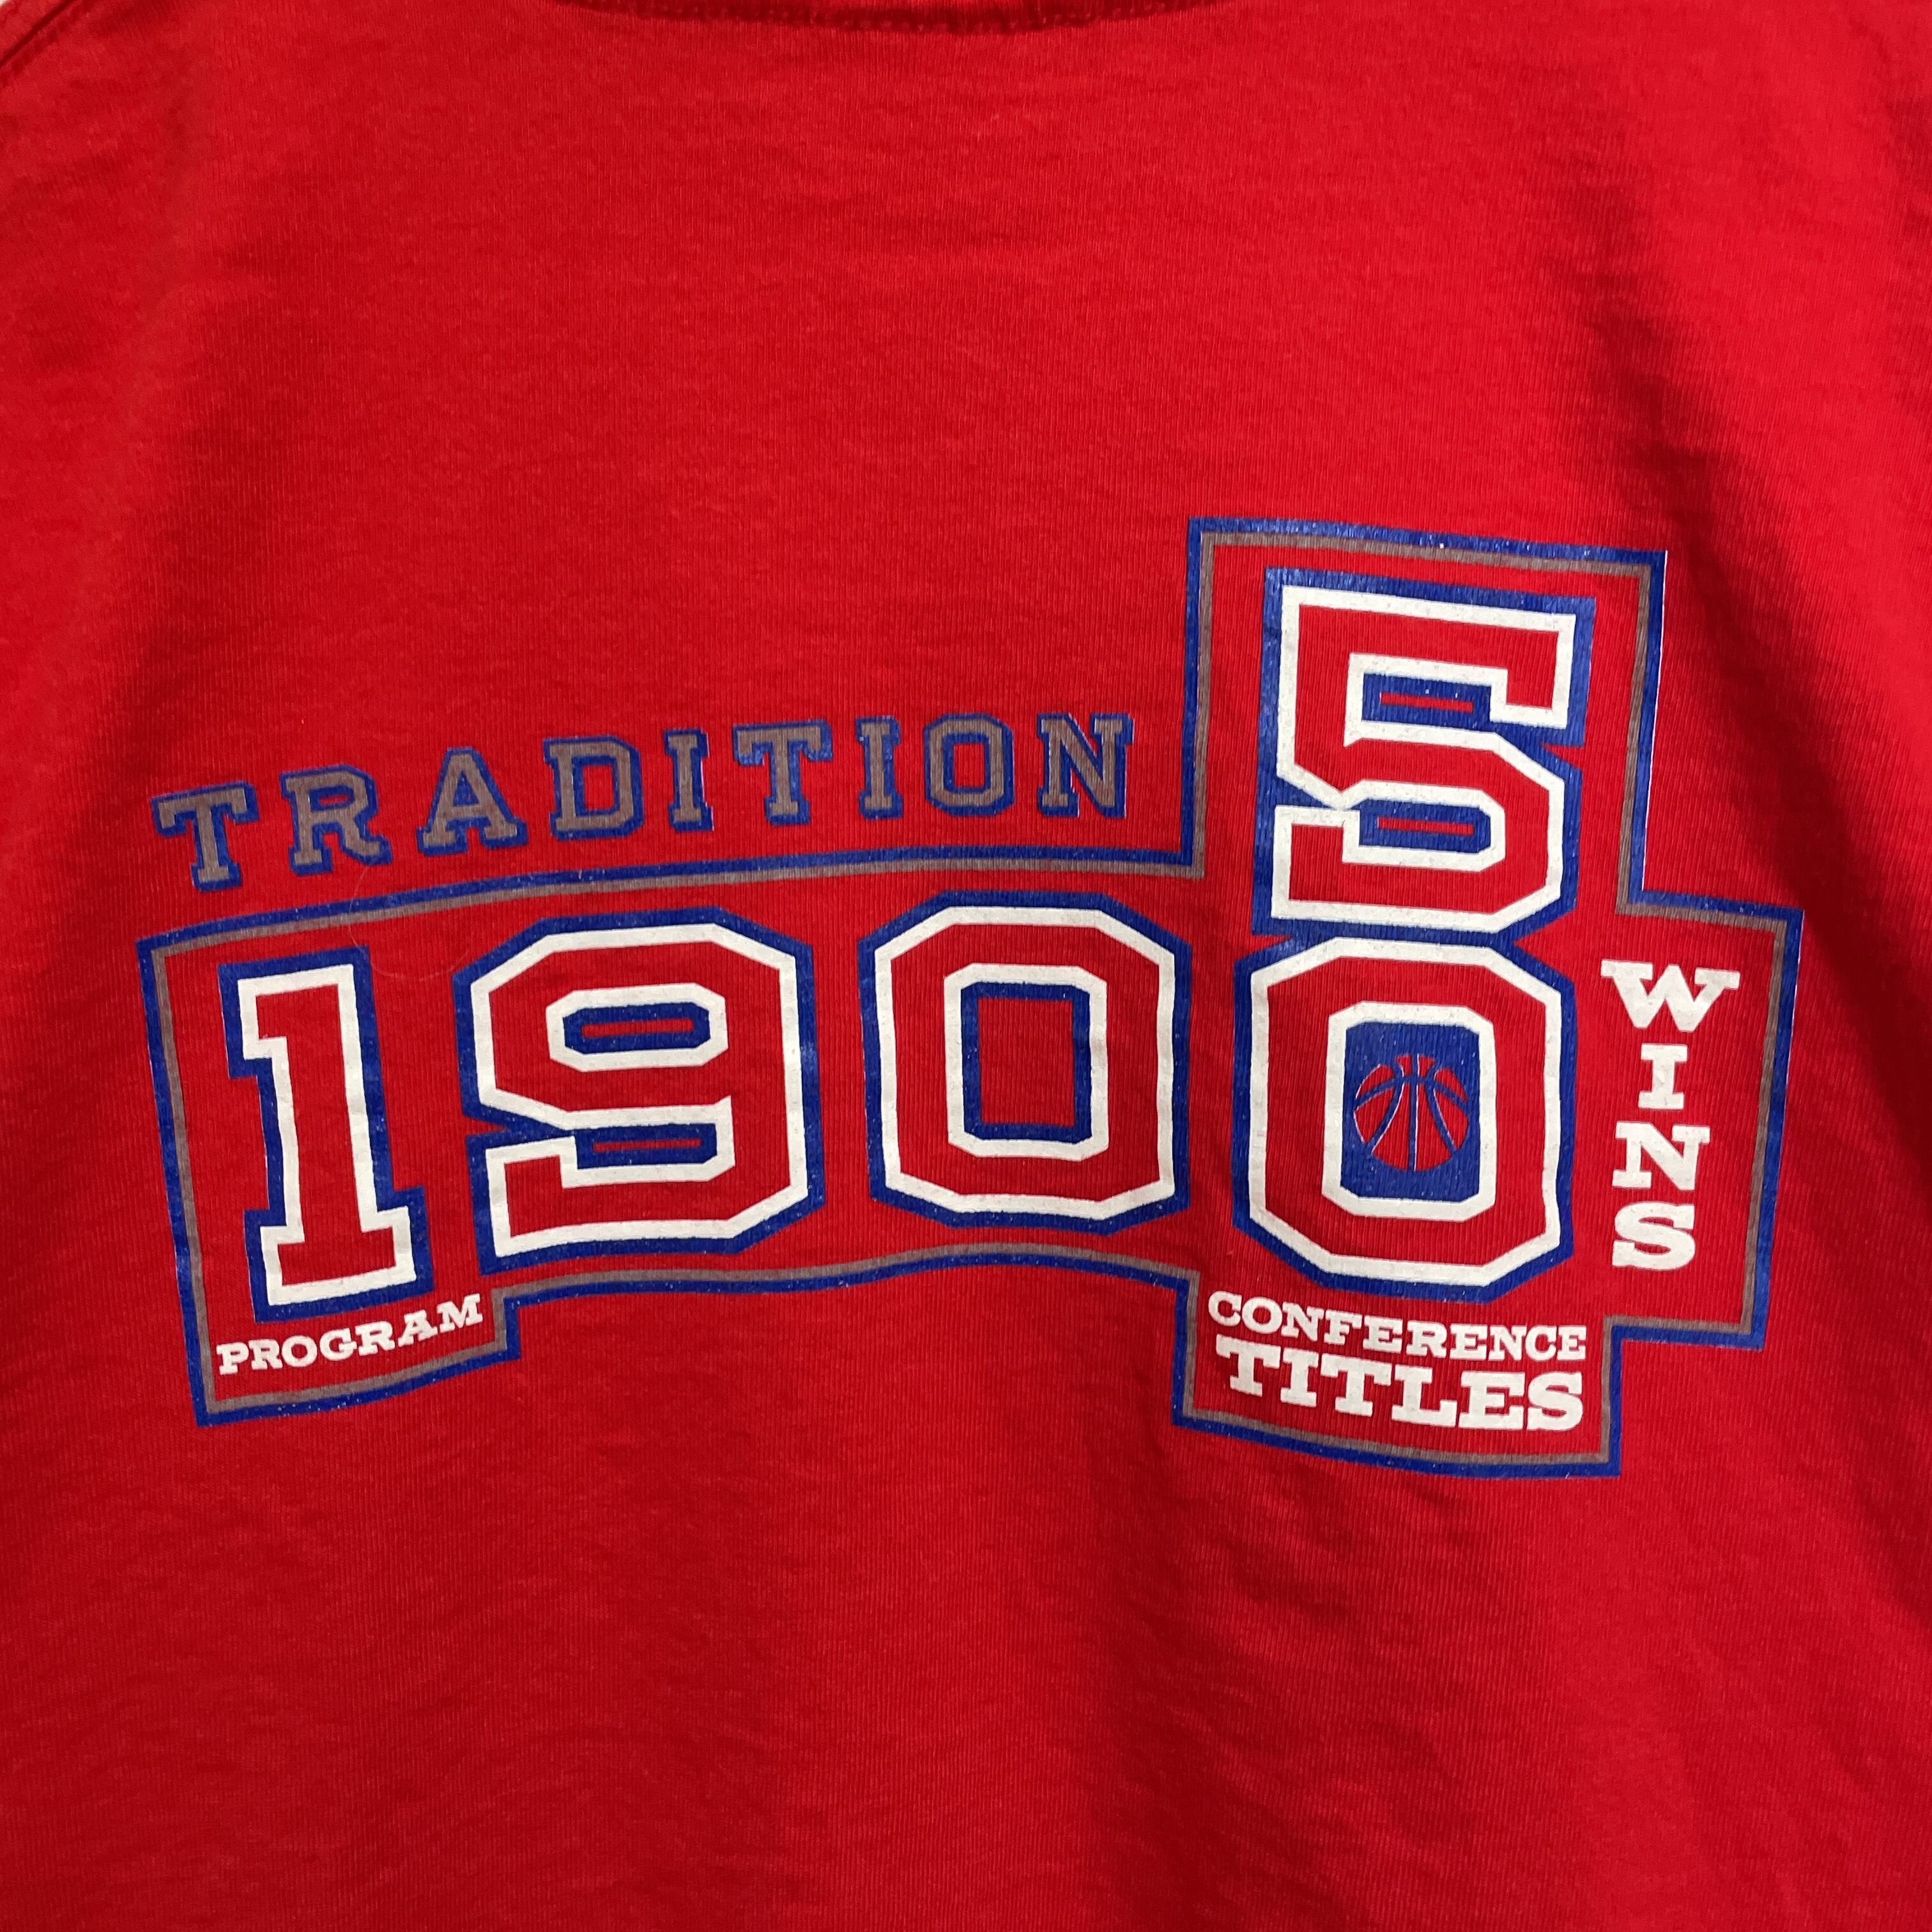 TRADITION
5
1900
WINS
PROGRAM
CONFERENCE
TITLES